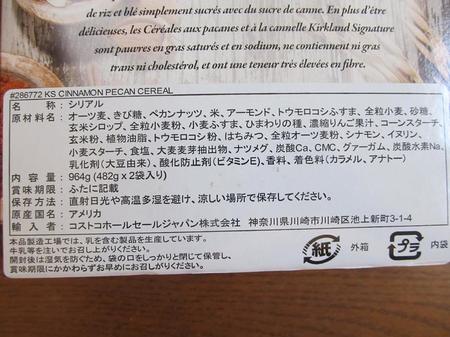 de riz et blé simplement sucrés avec du sucre de canne. En plus d'être
délicieuses, les Céréales aux pacanes et à la cannelle Kirkland Signature
sont pauvres en gras saturés et en sodium, ne contiennent ni gras
trans ni cholestérol, et ont une teneur très élevées en fibre.
#286772 KS CINNAMON PECAN CEREAL
名称：シリアル
原材料名：オーツ麦、きび糖、ペカンナッツ、米、アーモンド、トウモロコシふすま、全粒小麦、砂糖、
玄米シロップ、全粒小麦粉、小麦ふすま、ひまわりの種、濃縮りんご果汁、コーンスターチ、
玄米粉、植物油脂、トウモロコシ粉、はちみつ、全粒オーツ麦粉、シナモン、イヌリン、
小麦スターチ、食塩、大麦麦芽抽出物、ナツメグ、炭酸Ca、CMC、グァーガム、炭酸水素Na、
乳化剤（大豆由来）、酸化防止剤（ビタミンE）、香料、着色料（カラメル、アナトー）
内容量：964g（482g x 2袋入り）
賞味期限：ふたに記載
保存方法：直射日光や高温多湿を避け、涼しい場所で保存してください。
原産国名：アメリカ
輸入者：コストコホールセールジャパン株式会社 神奈川県川崎市川崎区池上新町3-1-4
本品製造工場では、乳を含む製品を生産しています。
牛乳等を注いでお召し上がりください。
開封後は湿気を防ぐため、袋の口をしっかりと閉じて保管し、
賞味期限にかかわらずお早めにお召し上がりください。
紙 外箱
プラ 内袋